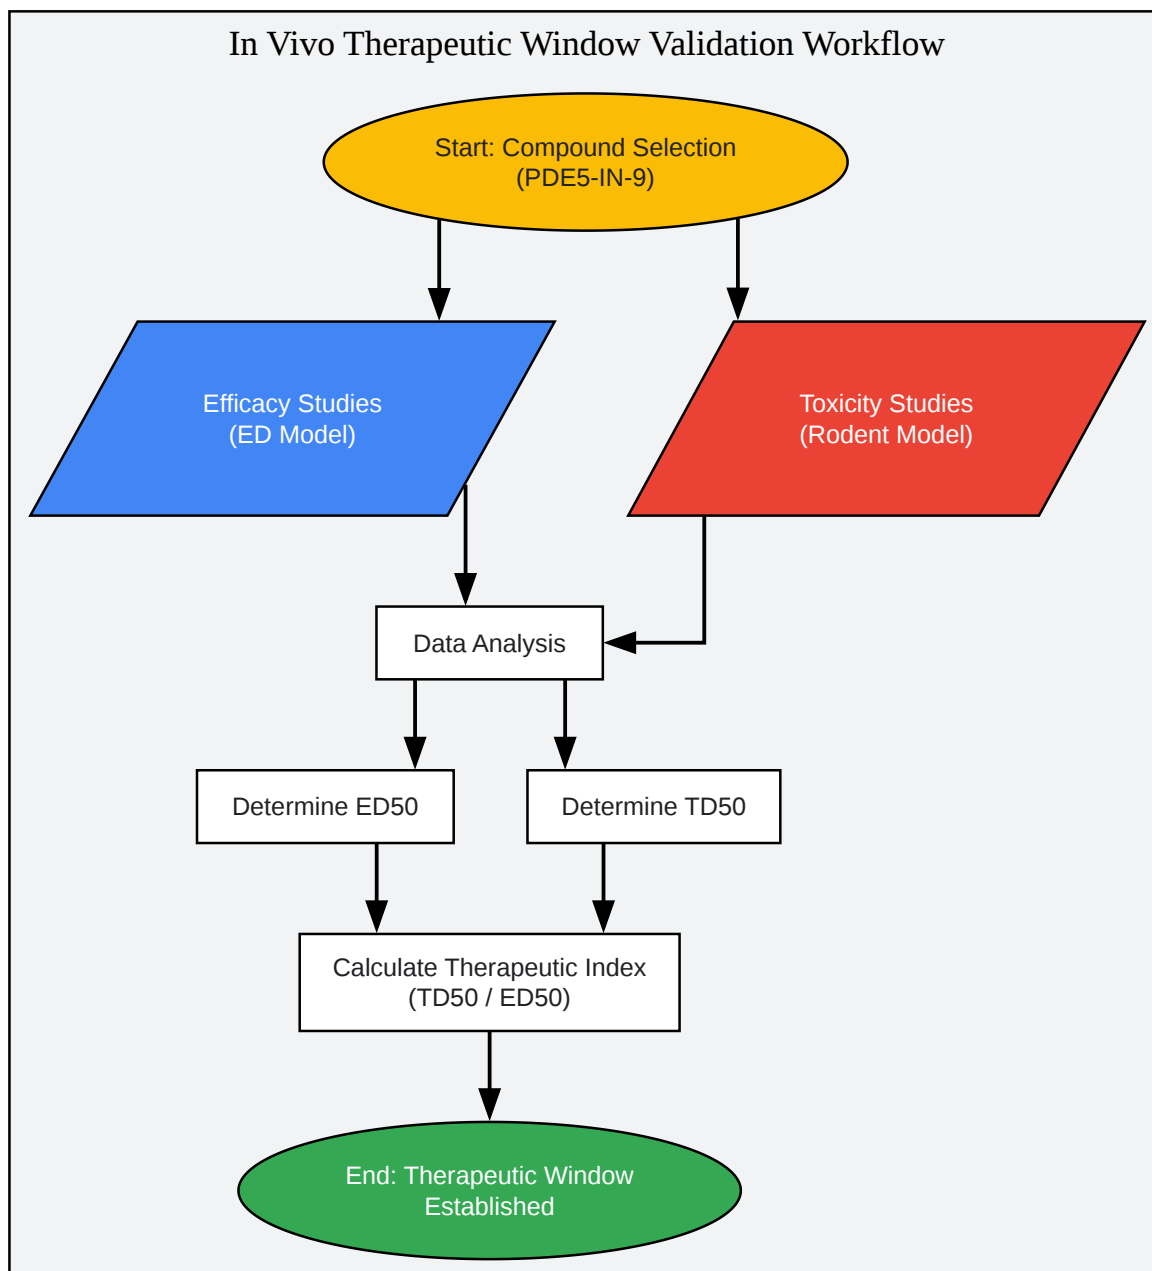 In Vivo Therapeutic Window Validation Workflow
Start: Compound Selection
(PDE5-IN-9)
Efficacy Studies
(ED Model)
Toxicity Studies
(Rodent Model)
Data Analysis
Determine ED50
Determine TD50
Calculate Therapeutic Index
(TD50 / ED50)
End: Therapeutic Window
Established